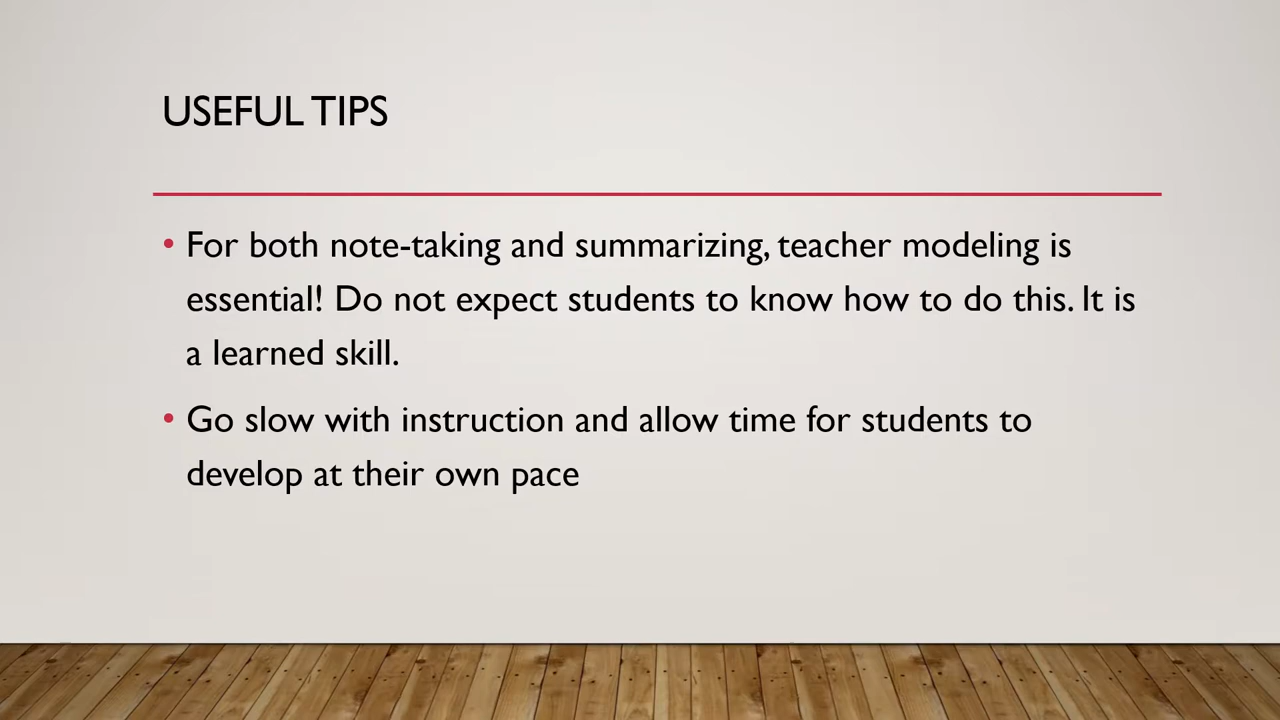 USEFUL TIPS
• For both note-taking and summarizing, teacher modeling is
essential! Do not expect students to know how to do this. It is
a learned skill.
• Go slow with instruction and allow time for students to
develop at their own pace